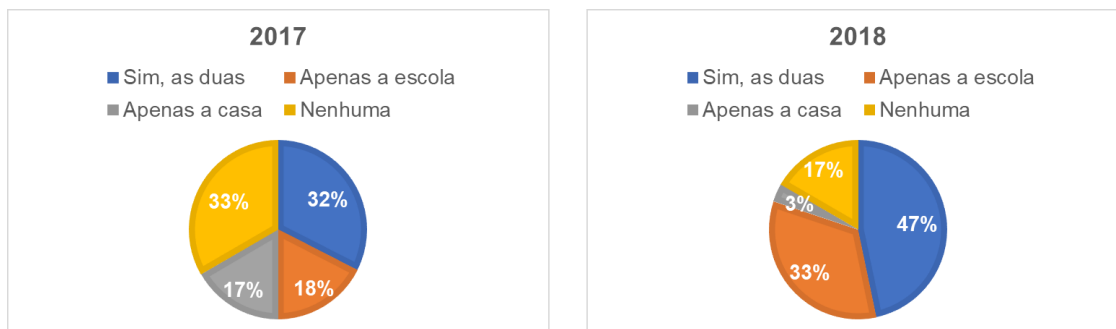 2017
Sim, as duas Apenas a escola
Apenas a casa Nenhuma
33%
32%
17%
18%
2018
Sim, as duas Apenas a escola
Apenas a casa Nenhuma
17%
3%
47%
33%